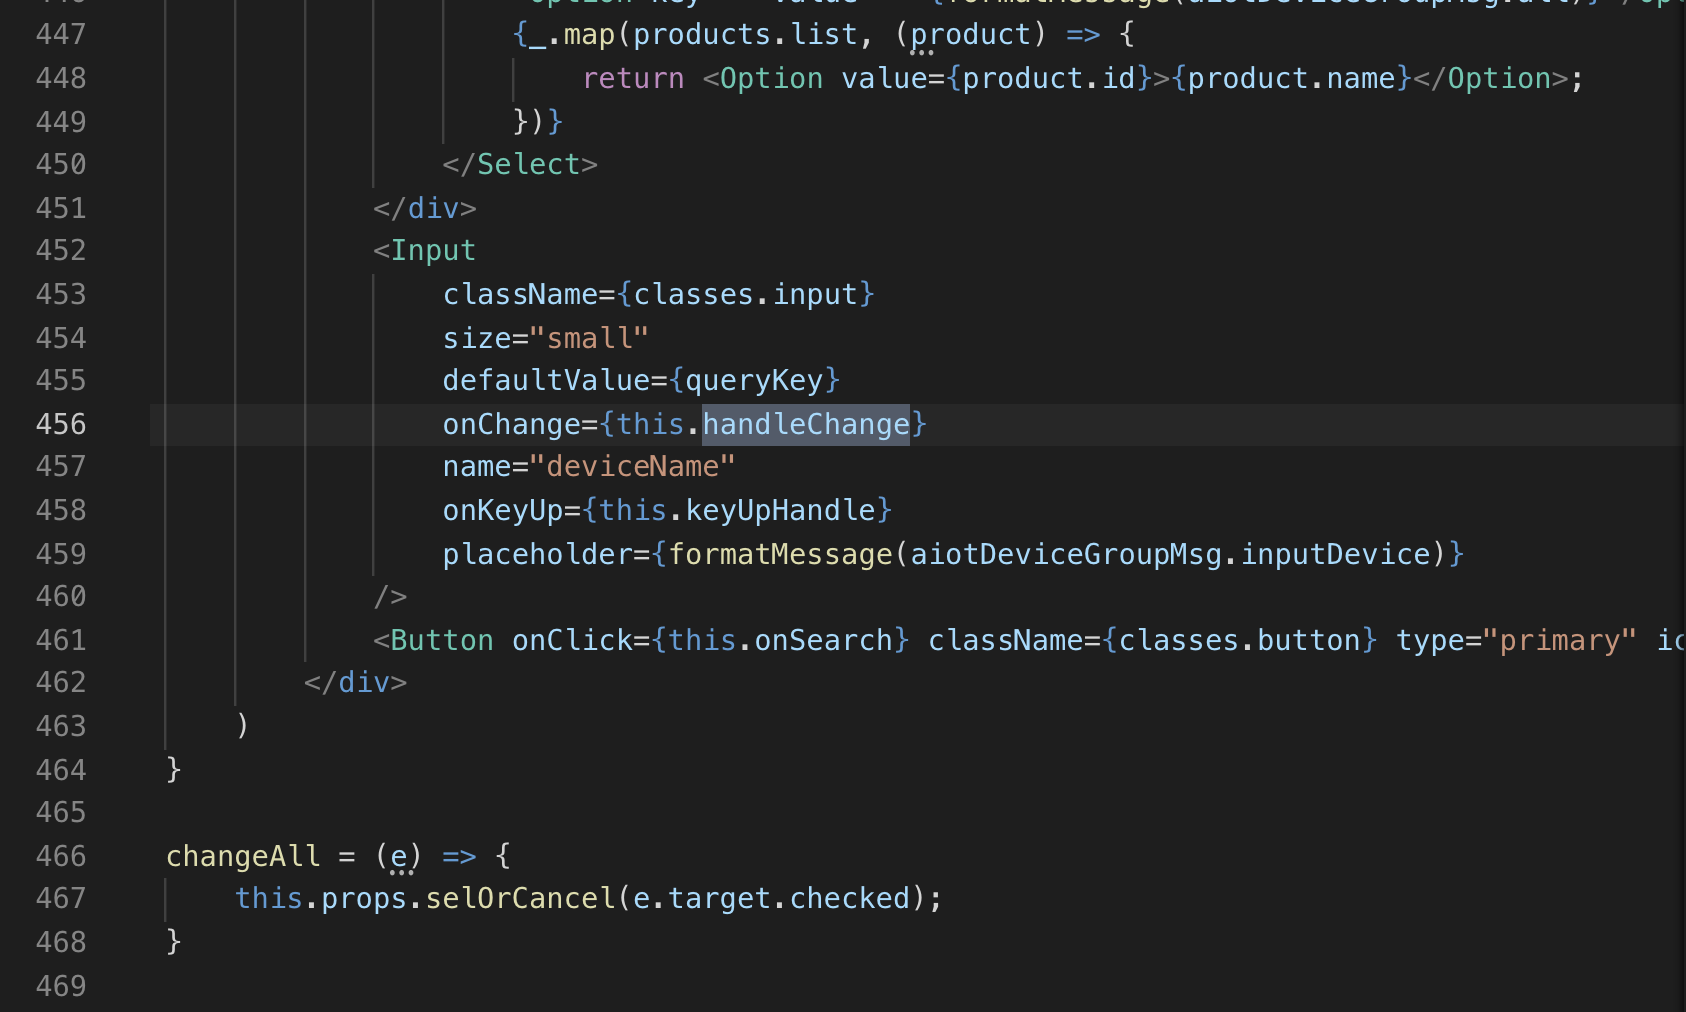 447 {_.map(products.list, (product) => {
448 return <Option value={product.id}>{product.name}</Option>;
449 })}
450 </Select>
451 </div>
452 <Input
453 className={classes.input}
454 size="small"
455 defaultValue={queryKey}
456 onChange={this.handleChange}
457 name="deviceName"
458 onKeyUp={this.keyUpHandle}
459 placeholder={formatMessage(aiotDeviceGroupMsg.inputDevice)}
460 />
461 <Button onClick={this.onSearch} className={classes.button} type="primary" ic
462 </div>
463 )
464 }
465
466 changeAll = (e) => {
467 this.props.selOrCancel(e.target.checked);
468 }
469